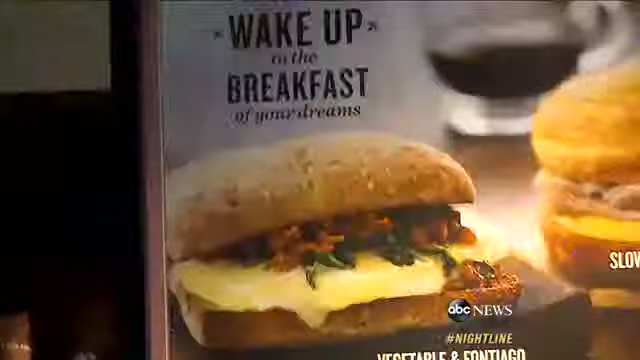 WAKE UP
to the
BREAKFAST
of your dreams
SLOW
abc NEWS
#NIGHTLINE
VEGETABLE & FONTIAGO